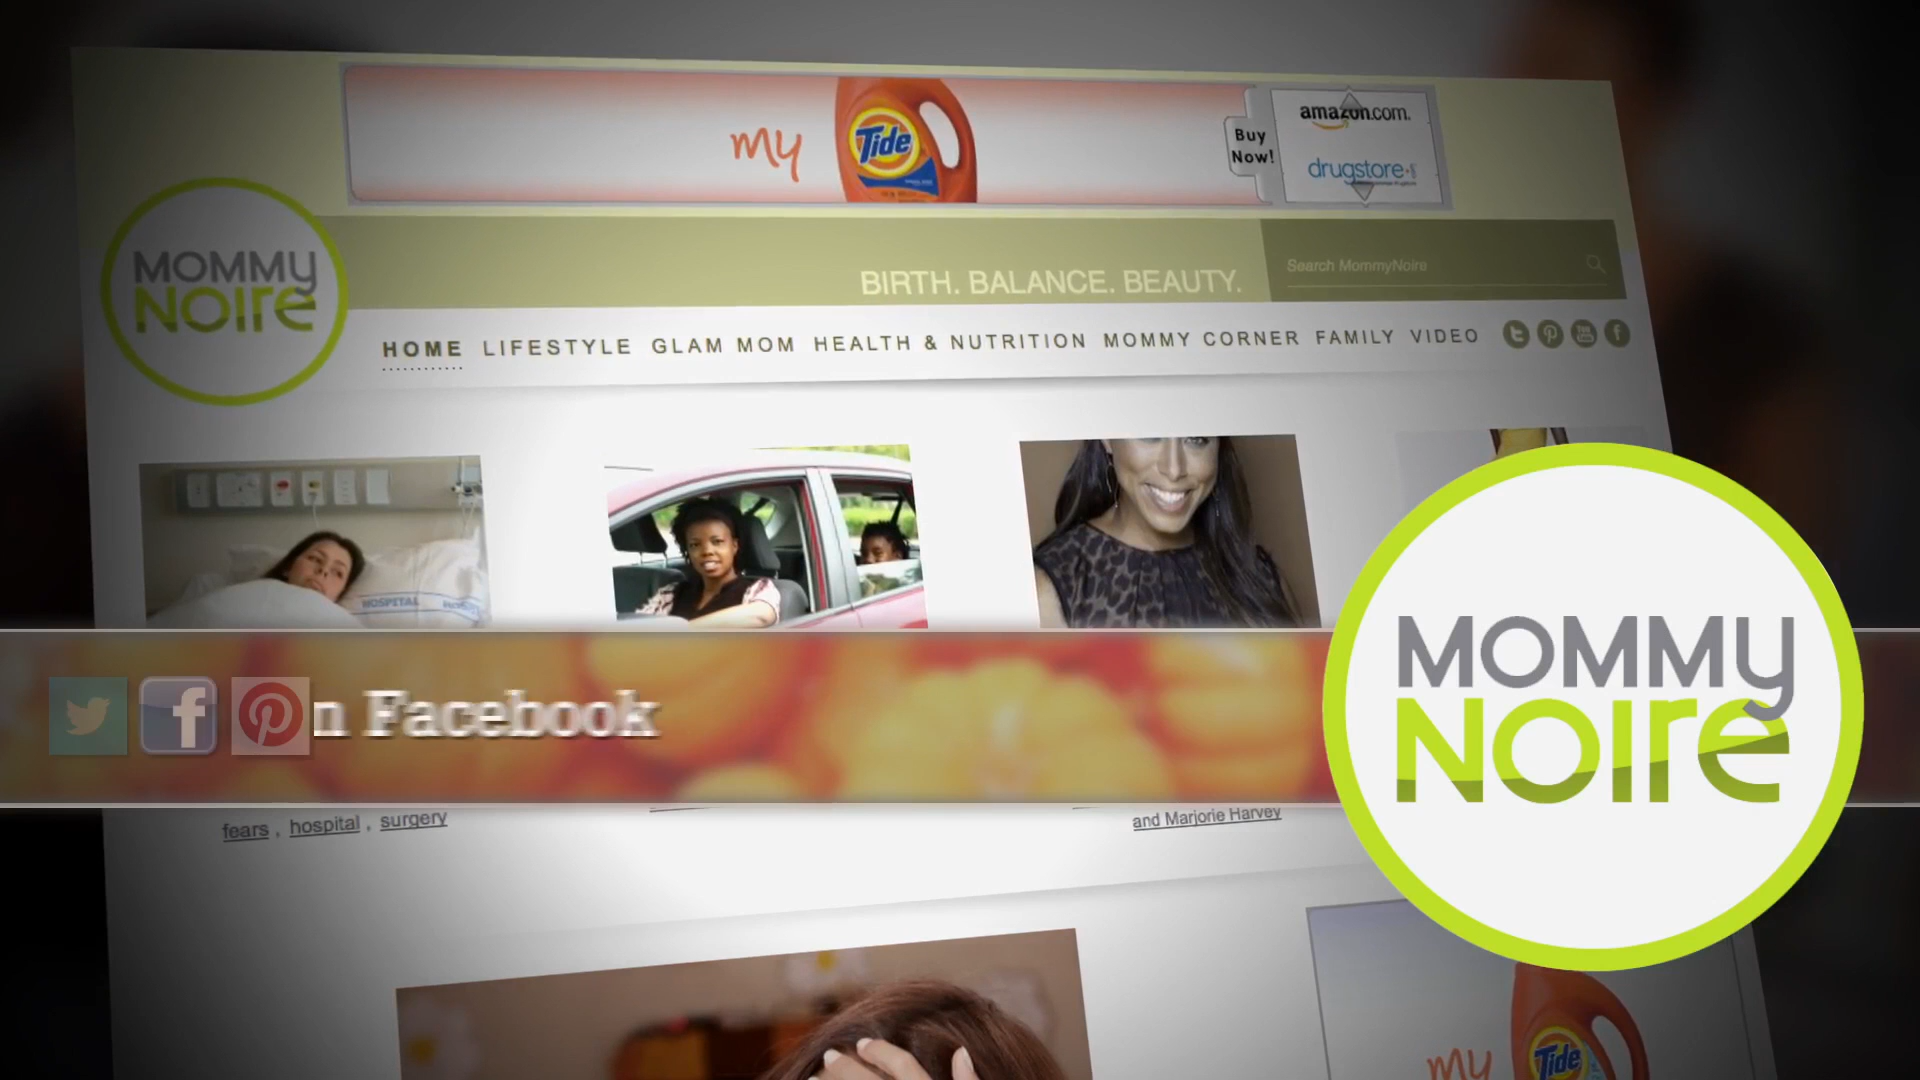 my
Tide
Buy
Now!
amazon.com.
drugstore
MOMMY
NOIRE
BIRTH. BALANCE. BEAUTY.
Search MommyNoire
HOME LIFESTYLE GLAM MOM HEALTH & NUTRITION MOMMY CORNER FAMILY VIDEO
HOSPITAL
n Facebook
MOMMY
NOIRE
fears , hospital , surgery
and Marjorie Harvey
my
Tide